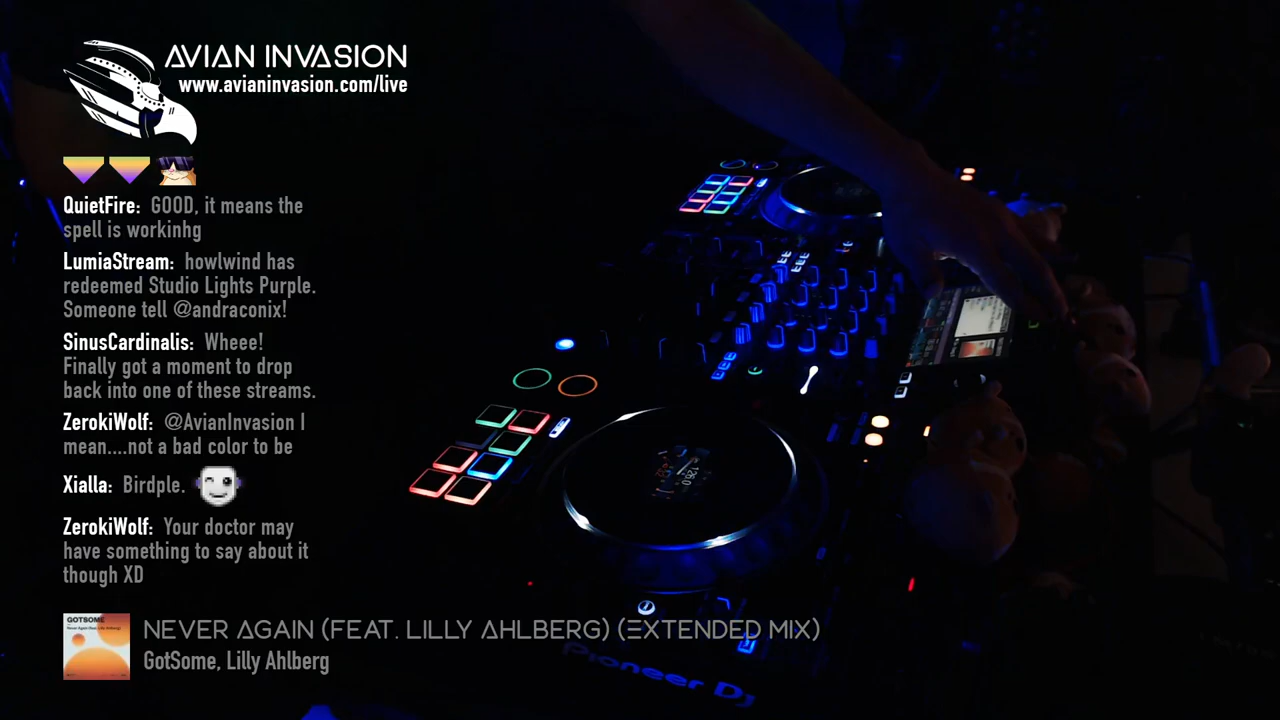 AVIAN INVASION
www.avianinvasion.com/live
QuietFire: GOOD, it means the
spell is workinhg
LumiaStream: howlwind has
redeemed Studio Lights Purple.
Someone tell @andraconix!
SinusCardinalis: Wheee!
Finally got a moment to drop
back into one of these streams.
ZerokiWolf: @AvianInvasion I
mean....not a bad color to be
Xialla: Birdple.
ZerokiWolf: Your doctor may
have something to say about it
though XD
GOTSOME
NEVER AGAIN (FEAT. LILLY AHLBERG) (EXTENDED MIX)
GotSome, Lilly Ahlberg
Pioneer Dj